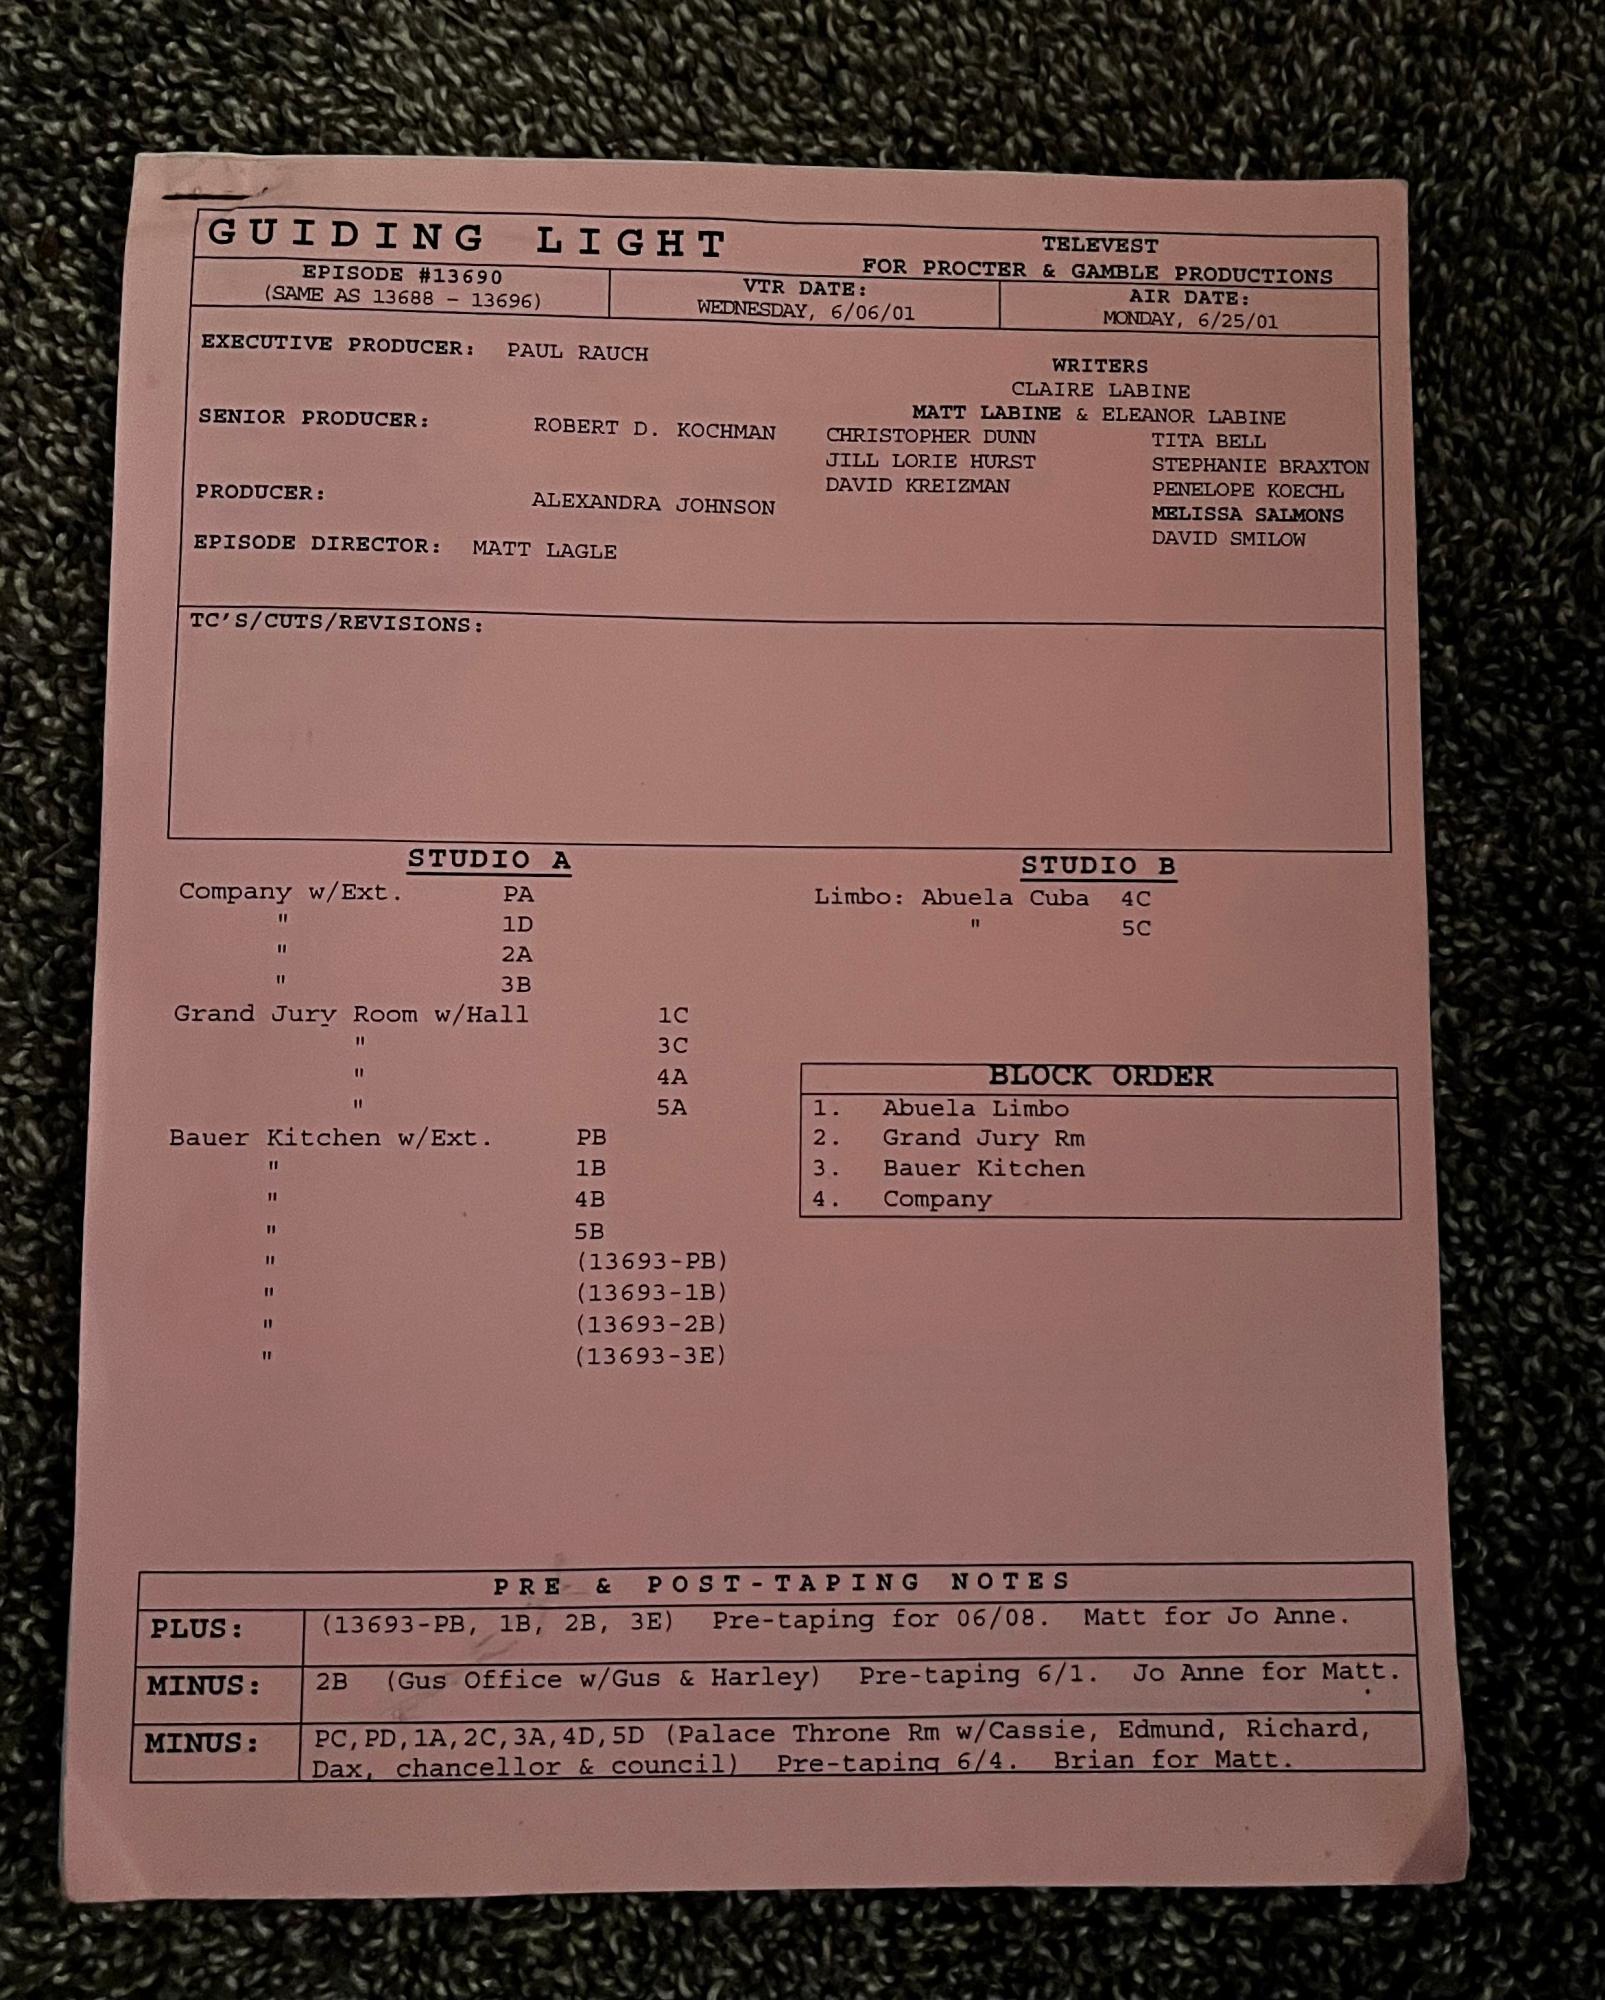 GUIDING LIGHT
TELEVEST
FOR PROCTER & GAMBLE PRODUCTIONS
EPISODE #13690
(SAME AS 13688 - 13696)
VTR DATE:
WEDNESDAY, 6/06/01
AIR DATE:
MONDAY, 6/25/01
EXECUTIVE PRODUCER: PAUL RAUCH
SENIOR PRODUCER: ROBERT D. KOCHMAN
PRODUCER: ALEXANDRA JOHNSON
EPISODE DIRECTOR: MATT LAGLE
WRITERS
CLAIRE LABINE
MATT LABINE & ELEANOR LABINE
CHRISTOPHER DUNN TITA BELL
JILL LORIE HURST STEPHANIE BRAXTON
DAVID KREIZMAN PENELOPE KOECHL
MELISSA SALMONS
DAVID SMILOW
TC'S/CUTS/REVISIONS:
STUDIO A
Company w/Ext. PA
" 1D
" 2A
" 3B
Grand Jury Room w/Hall 1C
" 3C
" 4A
" 5A
Bauer Kitchen w/Ext. PB
" 1B
" 4B
" 5B
" (13693-PB)
" (13693-1B)
" (13693-2B)
" (13693-3E)
STUDIO B
Limbo: Abuela Cuba 4C
" 5C
BLOCK ORDER
1. Abuela Limbo
2. Grand Jury Rm
3. Bauer Kitchen
4. Company
PRE & POST-TAPING NOTES
PLUS: (13693-PB, 1B, 2B, 3E) Pre-taping for 06/08. Matt for Jo Anne.
MINUS: 2B (Gus Office w/Gus & Harley) Pre-taping 6/1. Jo Anne for Matt.
MINUS: PC,PD,1A,2C,3A,4D,5D (Palace Throne Rm w/Cassie, Edmund, Richard,
Dax, chancellor & council) Pre-taping 6/4. Brian for Matt.